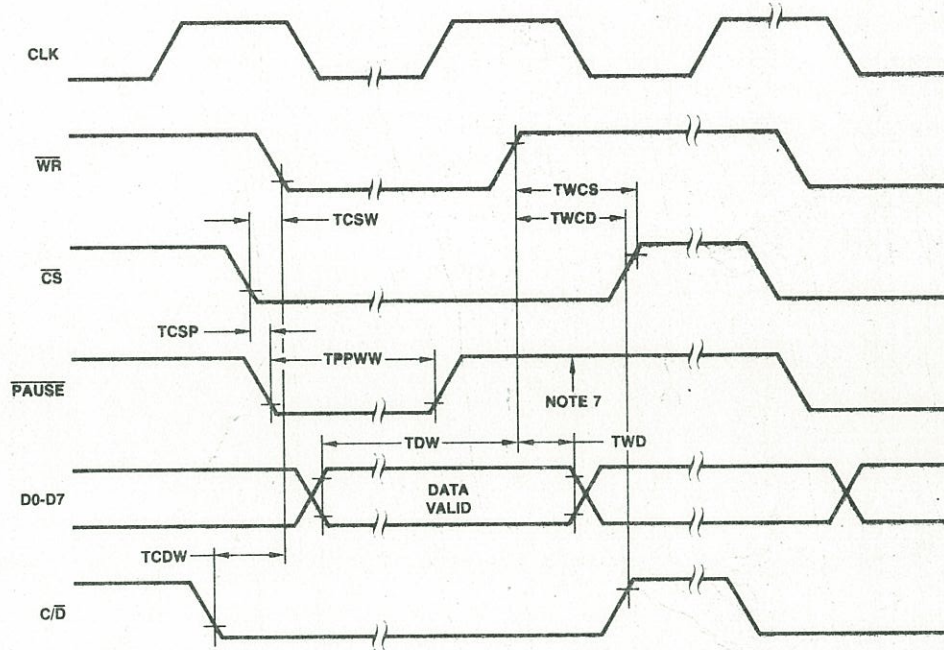 CLK
WR
TWCS
TCSW
TWCD
CS
TCSP
TPPWW
PAUSE
NOTE 7
TDW
TWD
D0-D7
DATA
VALID
TCDW
C/D